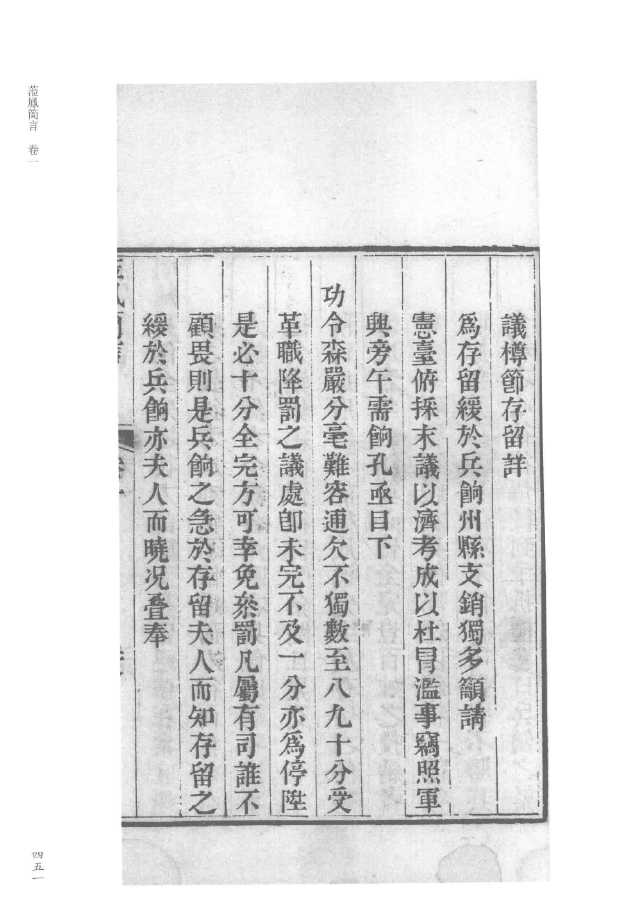 議樽節存留詳
為存留緩於兵餉州縣支銷獨多籲請
憲臺俯採末議以濟考成以杜冒濫事竊照軍
興旁午需餉孔亟目下
功令森嚴分毫難容逋欠不獨數至八九十分受
革職降罰之議處卽未完不及一分亦為停陞
是必十分全完方可幸免叅罰凡屬有司誰不
顧畏則是兵餉之急於存留夫人而知存留之
緩於兵餉亦夫人而曉况疊奉
卷一
鳳簡言 卷一
四五一